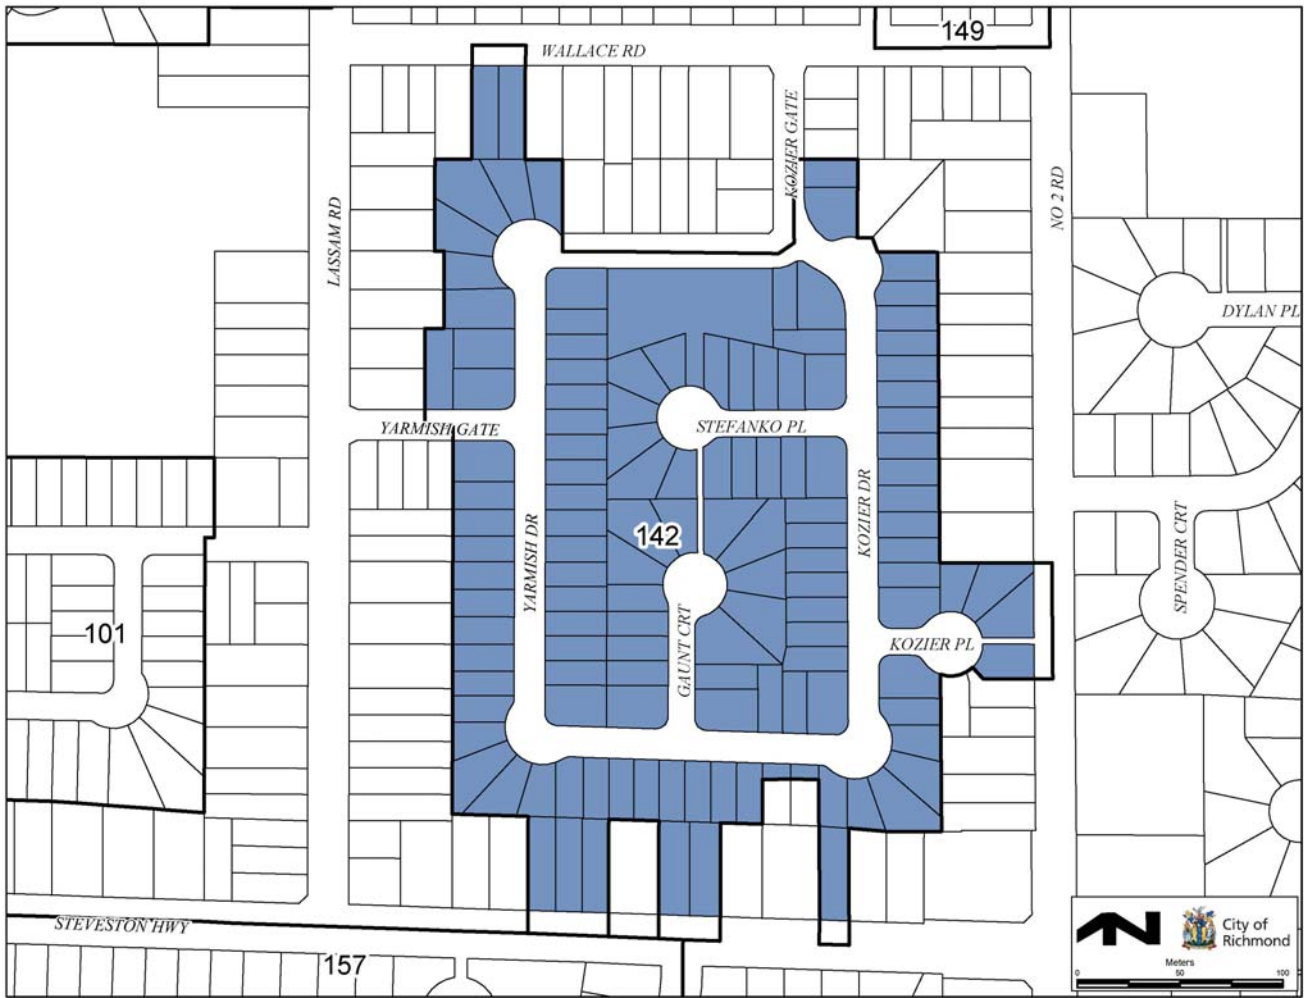 149
WALLACE RD
KOZIER GATE
LASSAM RD
NO 2 RD
DYLAN PL
YARMISH GATE
STEFANKO PL
KOZIER DR
142
YARMISH DR
SPENDER CRT
101
GAUNT CRT
KOZIER PL
STEVESTON HWY
157
City of
Richmond
Meters
0 50 100